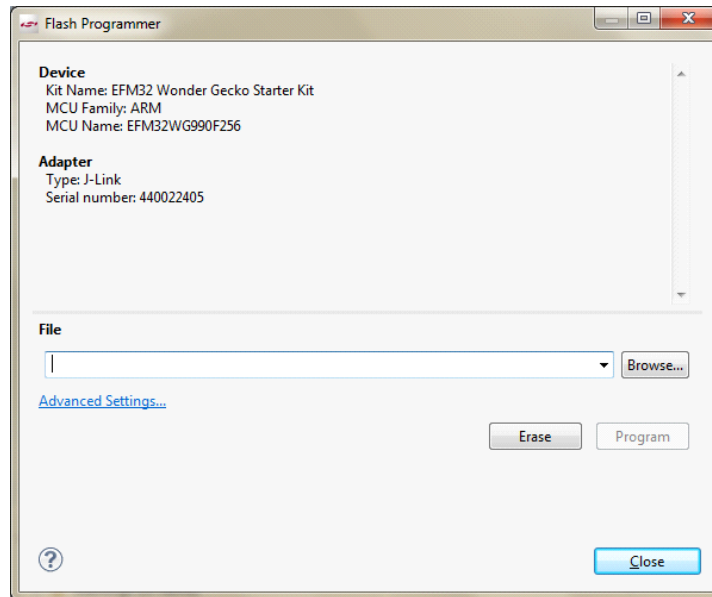 Flash Programmer
Device
Kit Name: EFM32 Wonder Gecko Starter Kit
MCU Family: ARM
MCU Name: EFM32WG990F256
Adapter
Type: J-Link
Serial number: 440022405
File
Browse...
Advanced Settings...
Erase Program
? Close